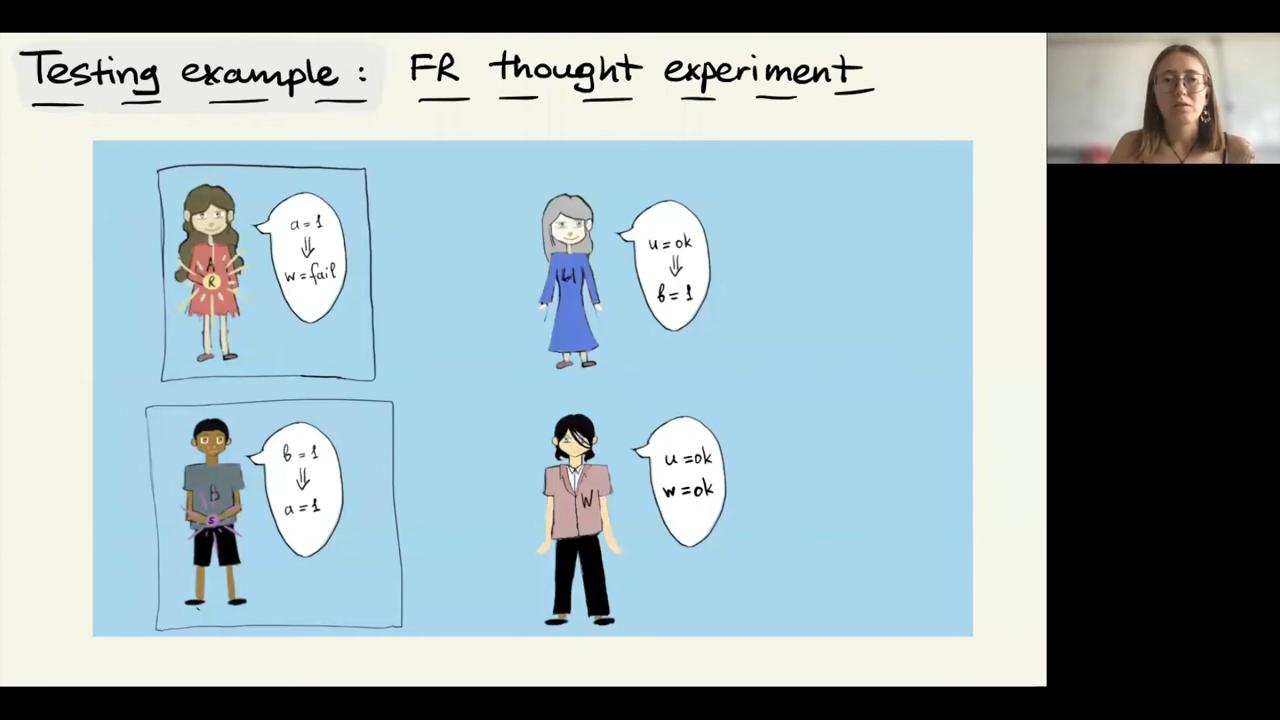 Testing example : FR thought experiment
a = 1
⇓
w = fail
A
R
u = ok
⇓
b = 1
U
b = 1
⇓
a = 1
B
S
u = ok
w = ok
W